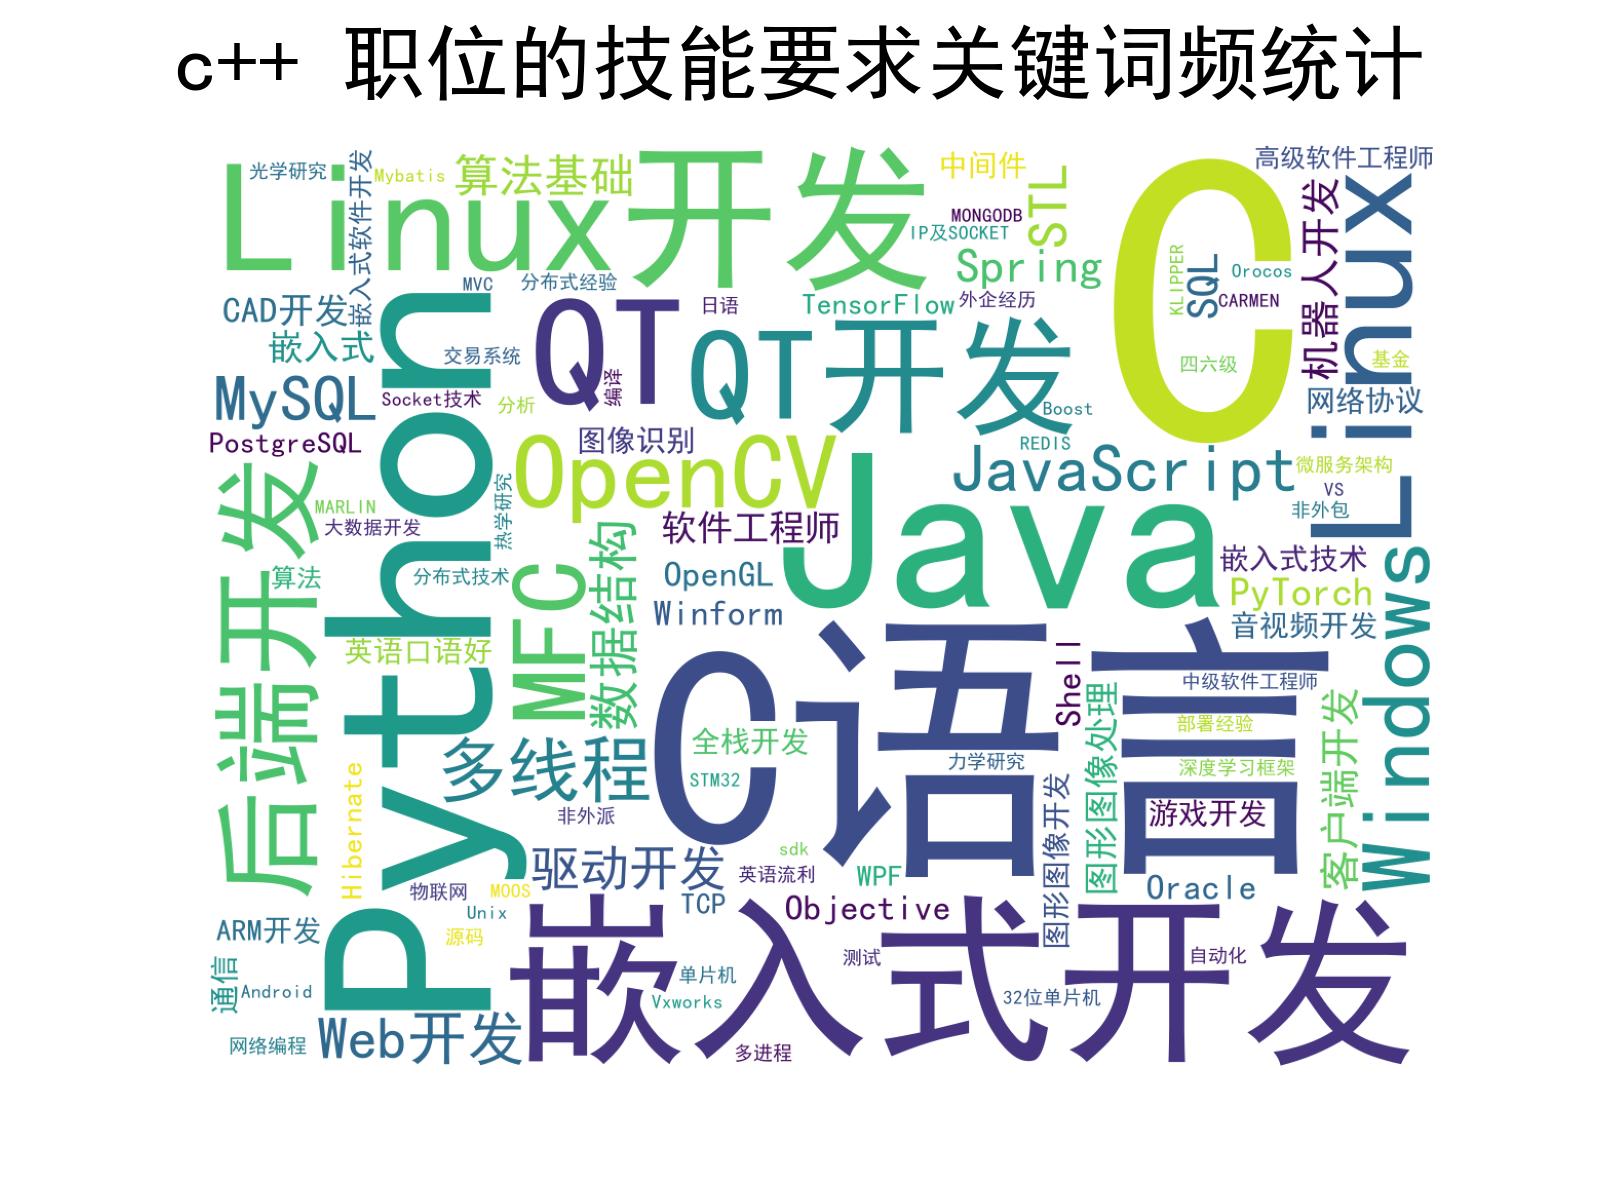 c++ 职位的技能要求关键词频统计
光学研究
嵌入式软件开发
Mybatis
算法基础
Linux开发
中间件
STL
高级软件工程师
MONGODB
IP及SOCKET
Spring
KLIPPER
SQL
Orocos
CARMEN
C
机器人开发
Linux
MVC
分布式经验
日语
TensorFlow
外企经历
CAD开发
嵌入式
交易系统
QT
编译
QT开发
四六级
基金
MySQL
Socket技术
分析
Boost
网络协议
PostgreSQL
图像识别
REDIS
OpenCV
JavaScript
微服务架构
VS
非外包
后端开发
MARLIN
大数据开发
Python
热学研究
软件工程师
Java
算法
分布式技术
MFC
数据结构
OpenGL
Winform
嵌入式技术
PyTorch
音视频开发
Windows
英语口语好
Shell
C语言
中级软件工程师
多线程
全栈开发
STM32
力学研究
图形图像处理
部署经验
深度学习框架
客户端开发
Hibernate
非外派
图形图像开发
游戏开发
驱动开发
sdk
英语流利
WPF
物联网
MOOS
TCP
Objective
Oracle
Unix
ARM开发
源码
嵌入式开发
测试
自动化
通信
Android
单片机
Vxworks
32位单片机
网络编程
Web开发
多进程